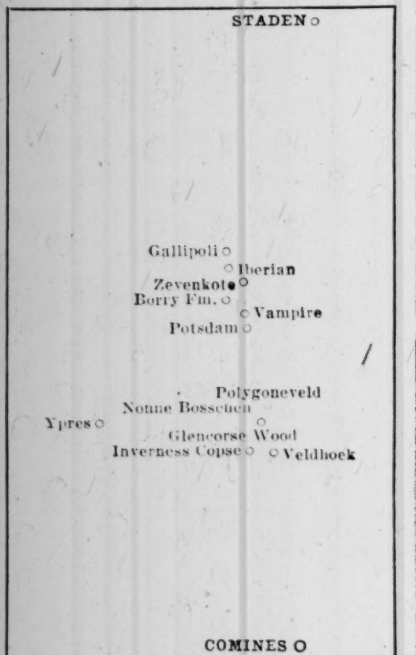 STADEN
Gallipoli
Iberian
Zevenkote
Borry Fm.
Vampire
Potsdam
Polygoneveld
Nonne Bosschen
Ypres
Glencorse Wood
Inverness Copse
Veldhoek
COMINES